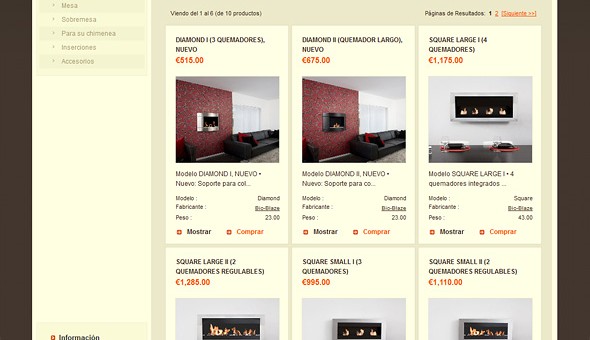 Mesa
Sobremesa
Para su chimenea
Inserciones
Accesorios
Información
Viendo del 1 al 6 (de 10 productos)
Páginas de Resultados: 1 2 [Siguiente >>]
DIAMOND I (3 QUEMADORES),
NUEVO
€515.00
Modelo DIAMOND I, NUEVO •
Nuevo: Soporte para col...
Modelo : Diamond
Fabricante : Bio-Blaze
Peso : 23.00
Mostrar Comprar
DIAMOND II (QUEMADOR LARGO),
NUEVO
€675.00
Modelo DIAMOND II, NUEVO •
Nuevo: Soporte para co...
Modelo : Diamond
Fabricante : Bio-Blaze
Peso : 23.00
Mostrar Comprar
SQUARE LARGE I (4
QUEMADORES)
€1,175.00
Modelo SQUARE LARGE I • 4
quemadores integrados ...
Modelo : Square
Fabricante : Bio-Blaze
Peso : 43.00
Mostrar Comprar
SQUARE LARGE II (2
QUEMADORES REGULABLES)
€1,285.00
SQUARE SMALL I (3
QUEMADORES)
€995.00
SQUARE SMALL II (2
QUEMADORES REGULABLES)
€1,110.00